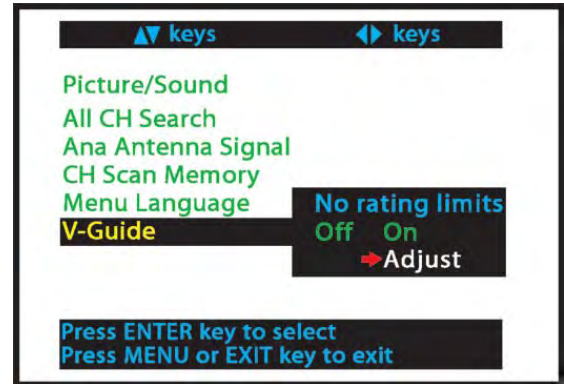 ▲▼ keys ◀▶ keys
Picture/Sound
All CH Search
Ana Antenna Signal
CH Scan Memory
Menu Language No rating limits
V-Guide Off On
➡Adjust
Press ENTER key to select
Press MENU or EXIT key to exit